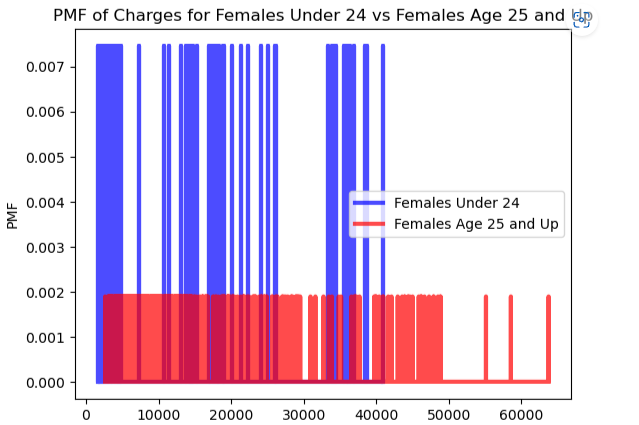 PMF of Charges for Females Under 24 vs Females Age 25 and Up
0.007
0.006
0.005
0.004
0.003
0.002
0.001
0.000
PMF
Females Under 24
Females Age 25 and Up
0 10000 20000 30000 40000 50000 60000